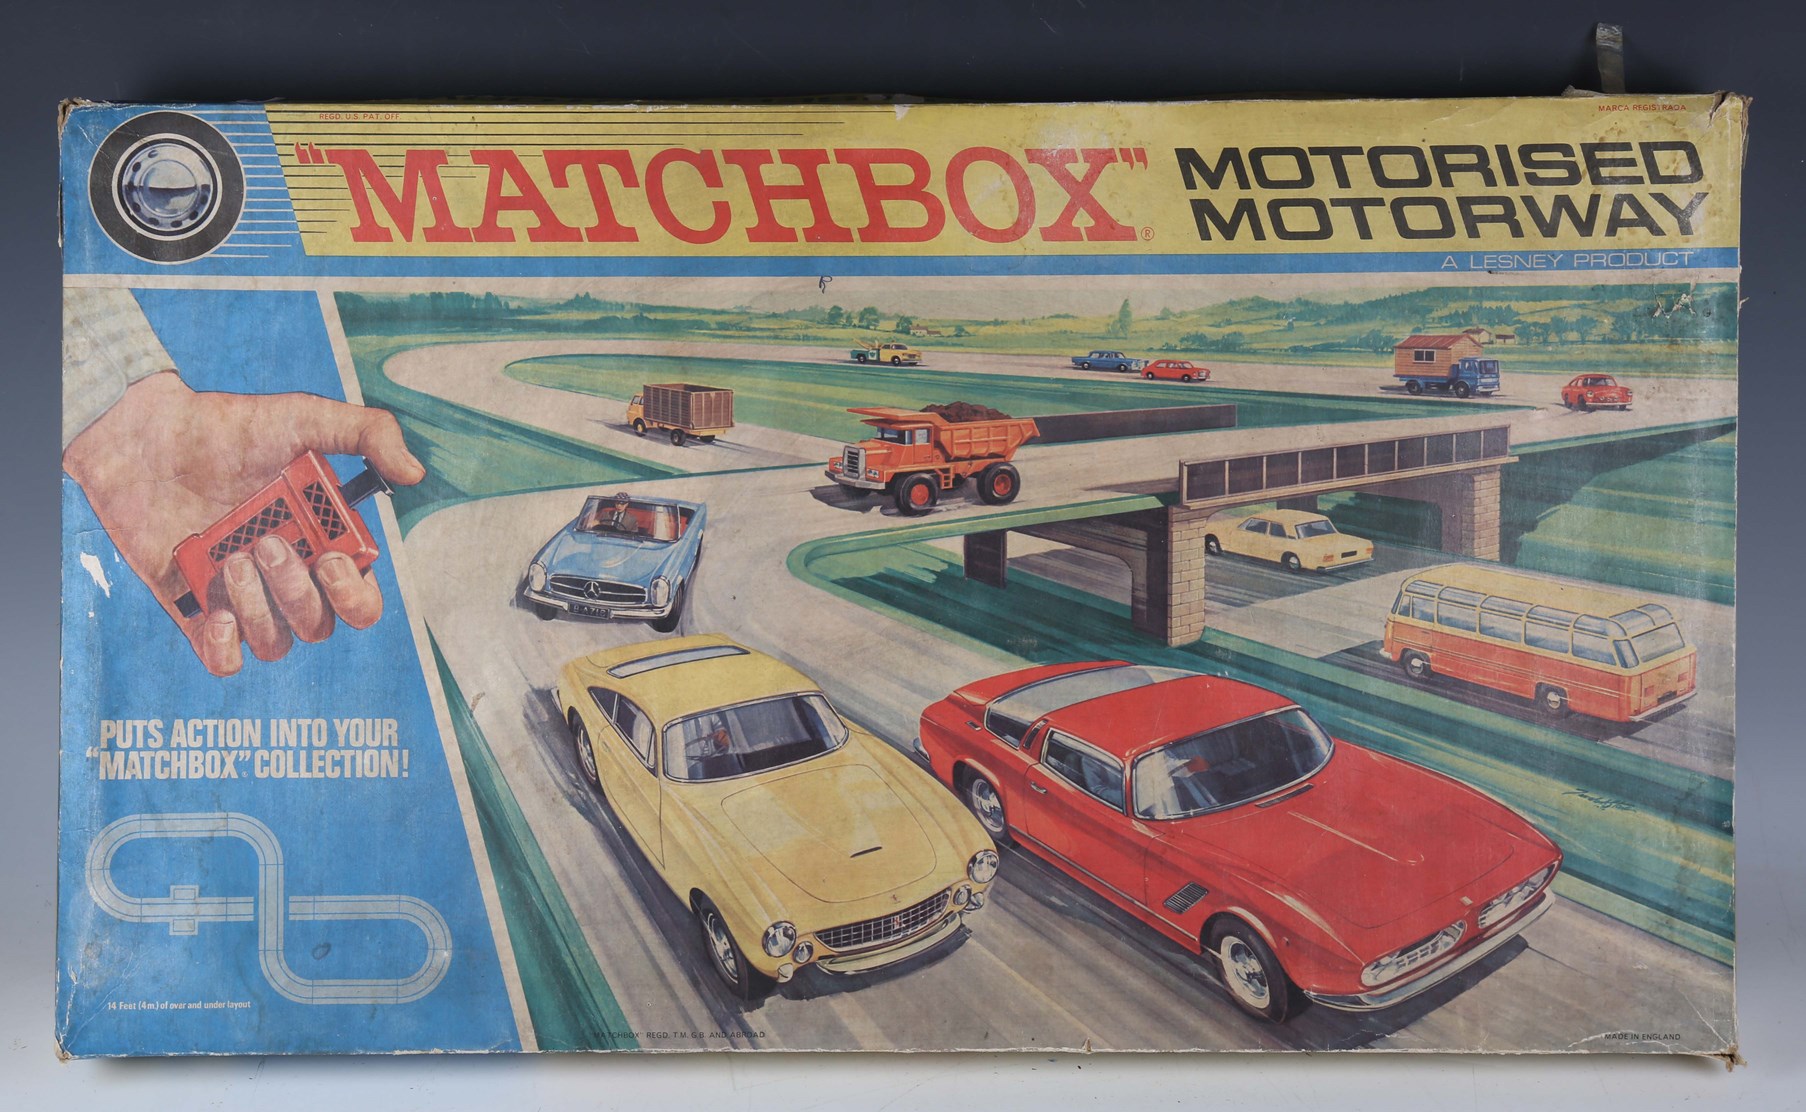 REGD. U.S. PAT. OFF.
MARCA REGISTRADA
"MATCHBOX"®
MOTORISED
MOTORWAY
A LESNEY PRODUCT
PUTS ACTION INTO YOUR
"MATCHBOX" COLLECTION!
14 Feet (4m.) of over and under layout
"MATCHBOX" REGD. T.M. G.B. AND ABROAD
MADE IN ENGLAND